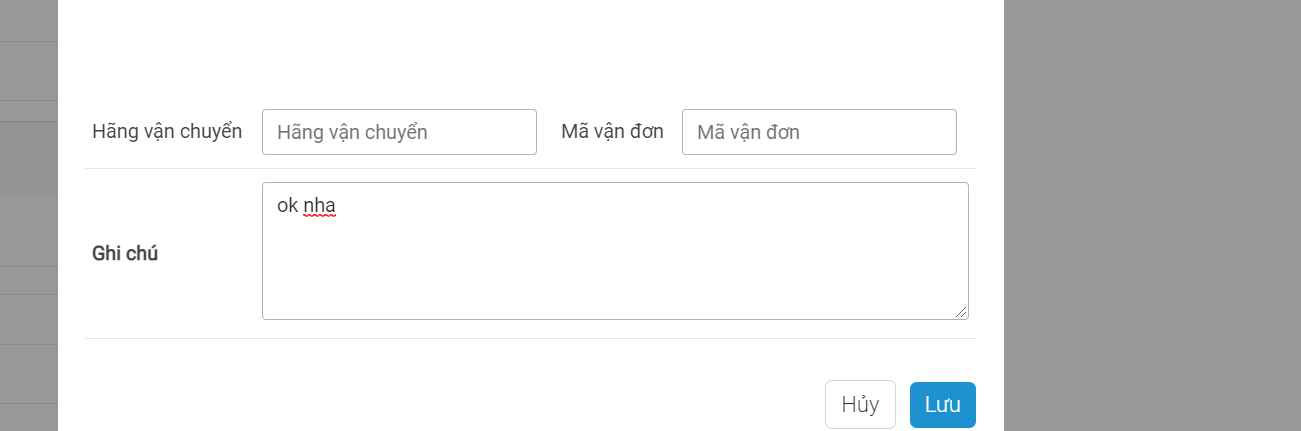 Hãng vận chuyển Hãng vận chuyển Mã vận đơn Mã vận đơn
ok nha
Ghi chú
Hủy Lưu